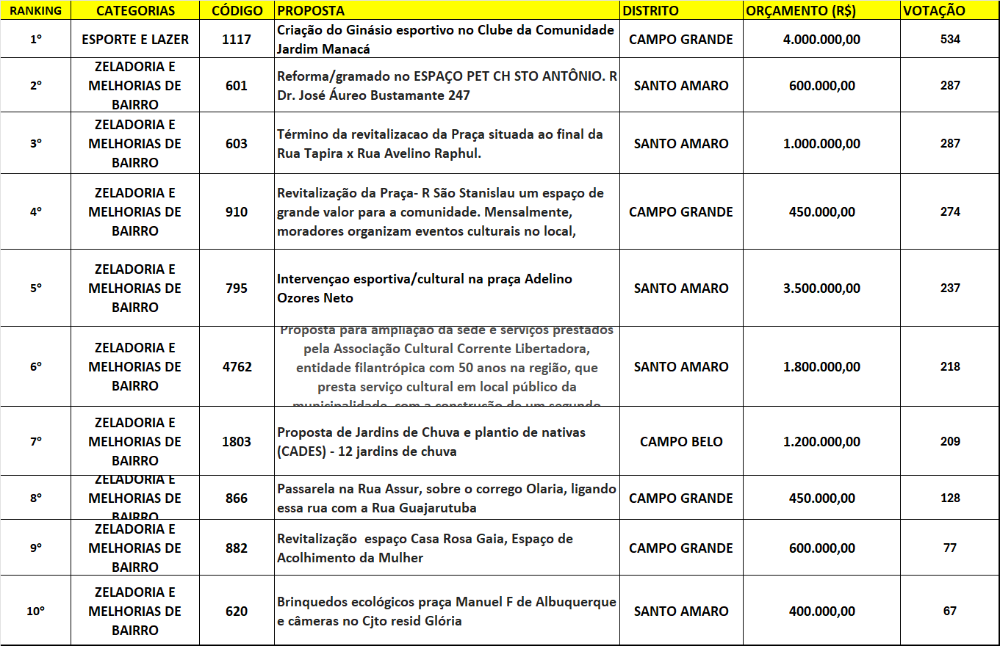 RANKING CATEGORIAS CÓDIGO PROPOSTA DISTRITO ORÇAMENTO (R$) VOTAÇÃO
1° ESPORTE E LAZER 1117 Criação do Ginásio esportivo no Clube da Comunidade
Jardim Manacá CAMPO GRANDE 4.000.000,00 534
2° ZELADORIA E
MELHORIAS DE
BAIRRO 601 Reforma/gramado no ESPAÇO PET CH STO ANTÔNIO. R
Dr. José Áureo Bustamante 247 SANTO AMARO 600.000,00 287
3° ZELADORIA E
MELHORIAS DE
BAIRRO 603 Término da revitalizacao da Praça situada ao final da
Rua Tapira x Rua Avelino Raphul. SANTO AMARO 1.000.000,00 287
4° ZELADORIA E
MELHORIAS DE
BAIRRO 910 Revitalização da Praça- R São Stanislau um espaço de
grande valor para a comunidade. Mensalmente,
moradores organizam eventos culturais no local, CAMPO GRANDE 450.000,00 274
5° ZELADORIA E
MELHORIAS DE
BAIRRO 795 Intervençao esportiva/cultural na praça Adelino
Ozores Neto SANTO AMARO 3.500.000,00 237
6° ZELADORIA E
MELHORIAS DE
BAIRRO 4762 Proposta para ampliação da sede e serviços prestados
pela Associação Cultural Corrente Libertadora,
entidade filantrópica com 50 anos na região, que
presta serviço cultural em local público da
municipalidade, com a construção de um segundo SANTO AMARO 1.800.000,00 218
7° ZELADORIA E
MELHORIAS DE
BAIRRO 1803 Proposta de Jardins de Chuva e plantio de nativas
(CADES) - 12 jardins de chuva CAMPO BELO 1.200.000,00 209
8° ZELADORIA E
MELHORIAS DE
BAIRRO 866 Passarela na Rua Assur, sobre o corrego Olaria, ligando
essa rua com a Rua Guajarutuba CAMPO GRANDE 450.000,00 128
9° ZELADORIA E
MELHORIAS DE
BAIRRO 882 Revitalização  espaço Casa Rosa Gaia, Espaço de
Acolhimento da Mulher CAMPO GRANDE 600.000,00 77
10° ZELADORIA E
MELHORIAS DE
BAIRRO 620 Brinquedos ecológicos praça Manuel F de Albuquerque
e câmeras no Cjto resid Glória SANTO AMARO 400.000,00 67